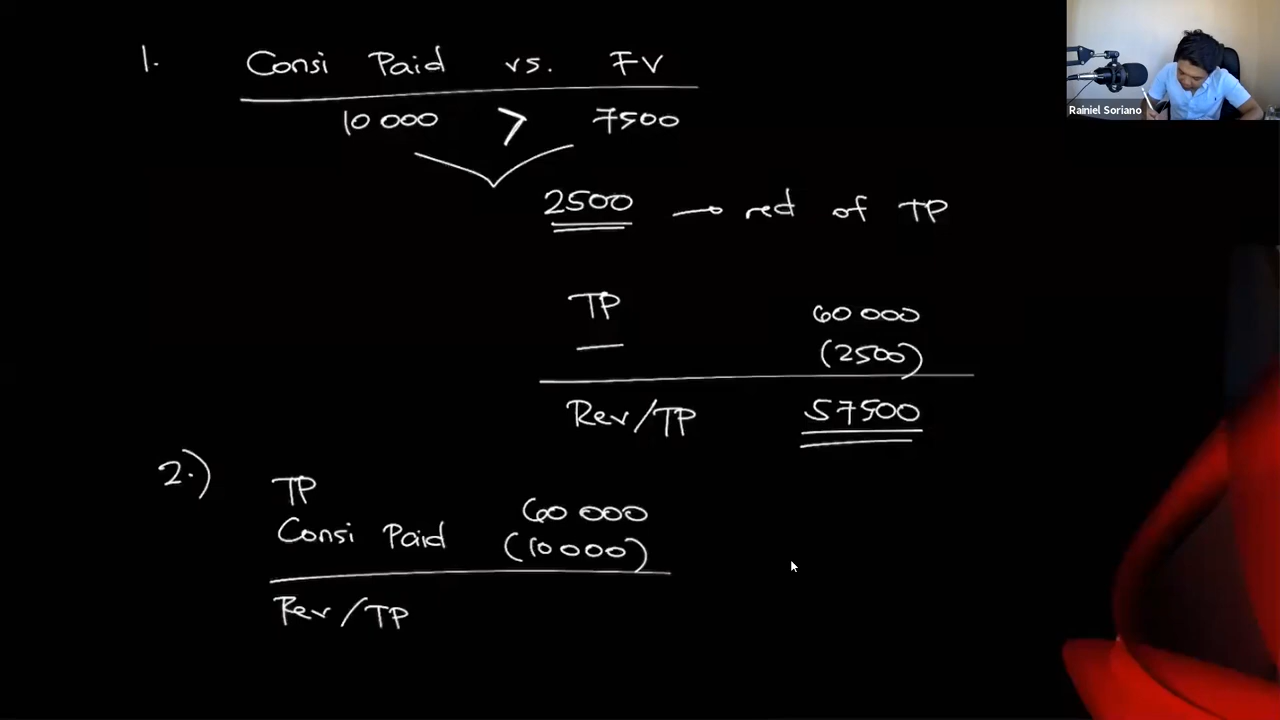 1. Consi Paid vs. FV
10 000 > 7500
2500 → red of TP
TP 60 000
(2500)
Rev/TP 57500
2.) TP 60 000
Consi Paid (10 000)
Rev/TP
Rainiel Soriano